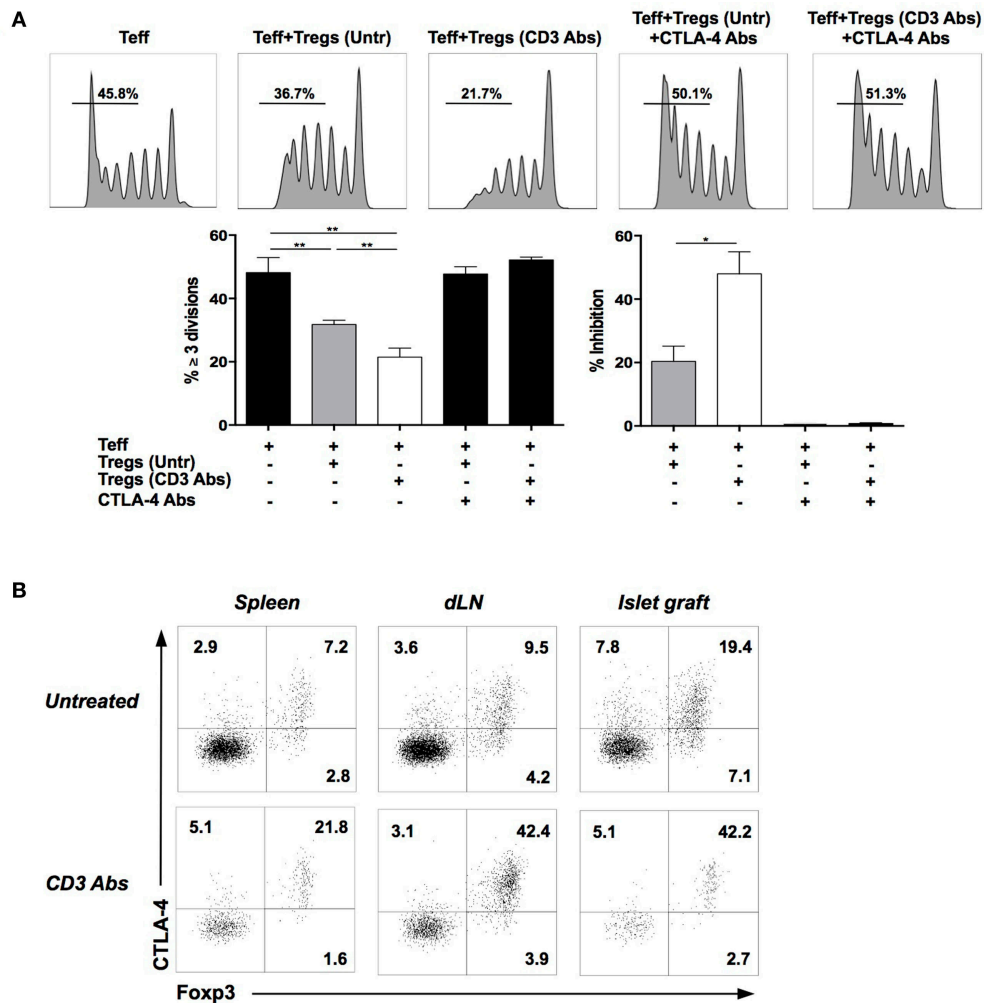 A
Teff
Teff+Tregs (Untr)
Teff+Tregs (CD3 Abs)
Teff+Tregs (Untr)
+CTLA-4 Abs
Teff+Tregs (CD3 Abs)
+CTLA-4 Abs
45.8%
36.7%
21.7%
50.1%
51.3%
% ≥ 3 divisions
60
40
20
0
**
** **
% Inhibition
60
40
20
0
*
Teff + + + + + + + + +
Tregs (Untr) - + - + - + - + -
Tregs (CD3 Abs) - - + - + - + - +
CTLA-4 Abs - - - + + - - + +
B
Spleen
dLN
Islet graft
Untreated
2.9 7.2
2.8
3.6 9.5
4.2
7.8 19.4
7.1
CD3 Abs
5.1 21.8
1.6
3.1 42.4
3.9
5.1 42.2
2.7
CTLA-4
Foxp3